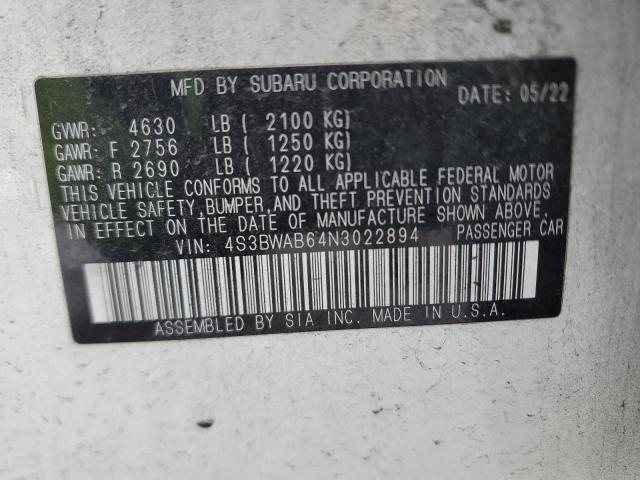 MFD BY SUBARU CORPORATION DATE: 05/22
GVWR: 4630 LB ( 2100 KG)
GAWR: F 2756 LB ( 1250 KG)
GAWR: R 2690 LB ( 1220 KG)
THIS VEHICLE CONFORMS TO ALL APPLICABLE FEDERAL MOTOR
VEHICLE SAFETY, BUMPER, AND THEFT PREVENTION STANDARDS
IN EFFECT ON THE DATE OF MANUFACTURE SHOWN ABOVE.
VIN: 4S3BWAB64N3022894 PASSENGER CAR
ASSEMBLED BY SIA INC. MADE IN U.S.A.